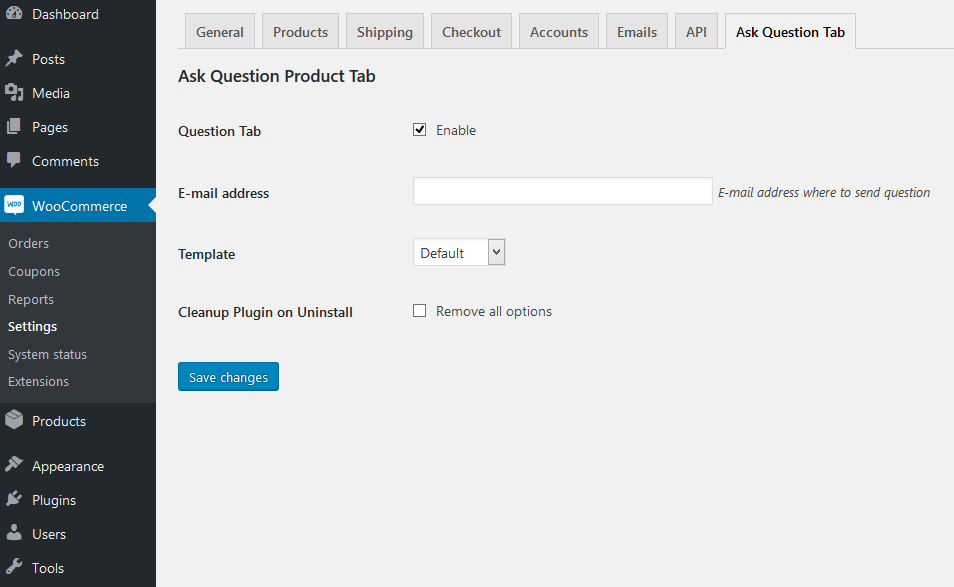 Dashboard
Posts
Media
Pages
Comments
WOO WooCommerce
Orders
Coupons
Reports
Settings
System status
Extensions
Products
Appearance
Plugins
Users
Tools
General Products Shipping Checkout Accounts Emails API Ask Question Tab
Ask Question Product Tab
Question Tab Enable
E-mail address E-mail address where to send question
Template Default
Cleanup Plugin on Uninstall Remove all options
Save changes